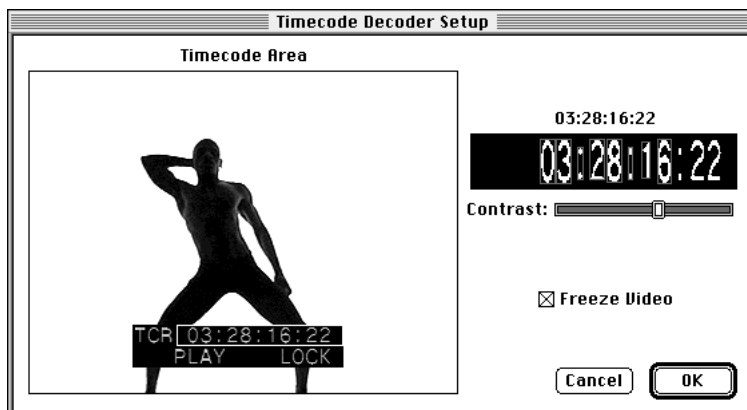 Timecode Decoder Setup
Timecode Area
TCR 03:28:16:22
PLAY LOCK
03:28:16:22
03:28:16:22
Contrast:
Freeze Video
Cancel
OK